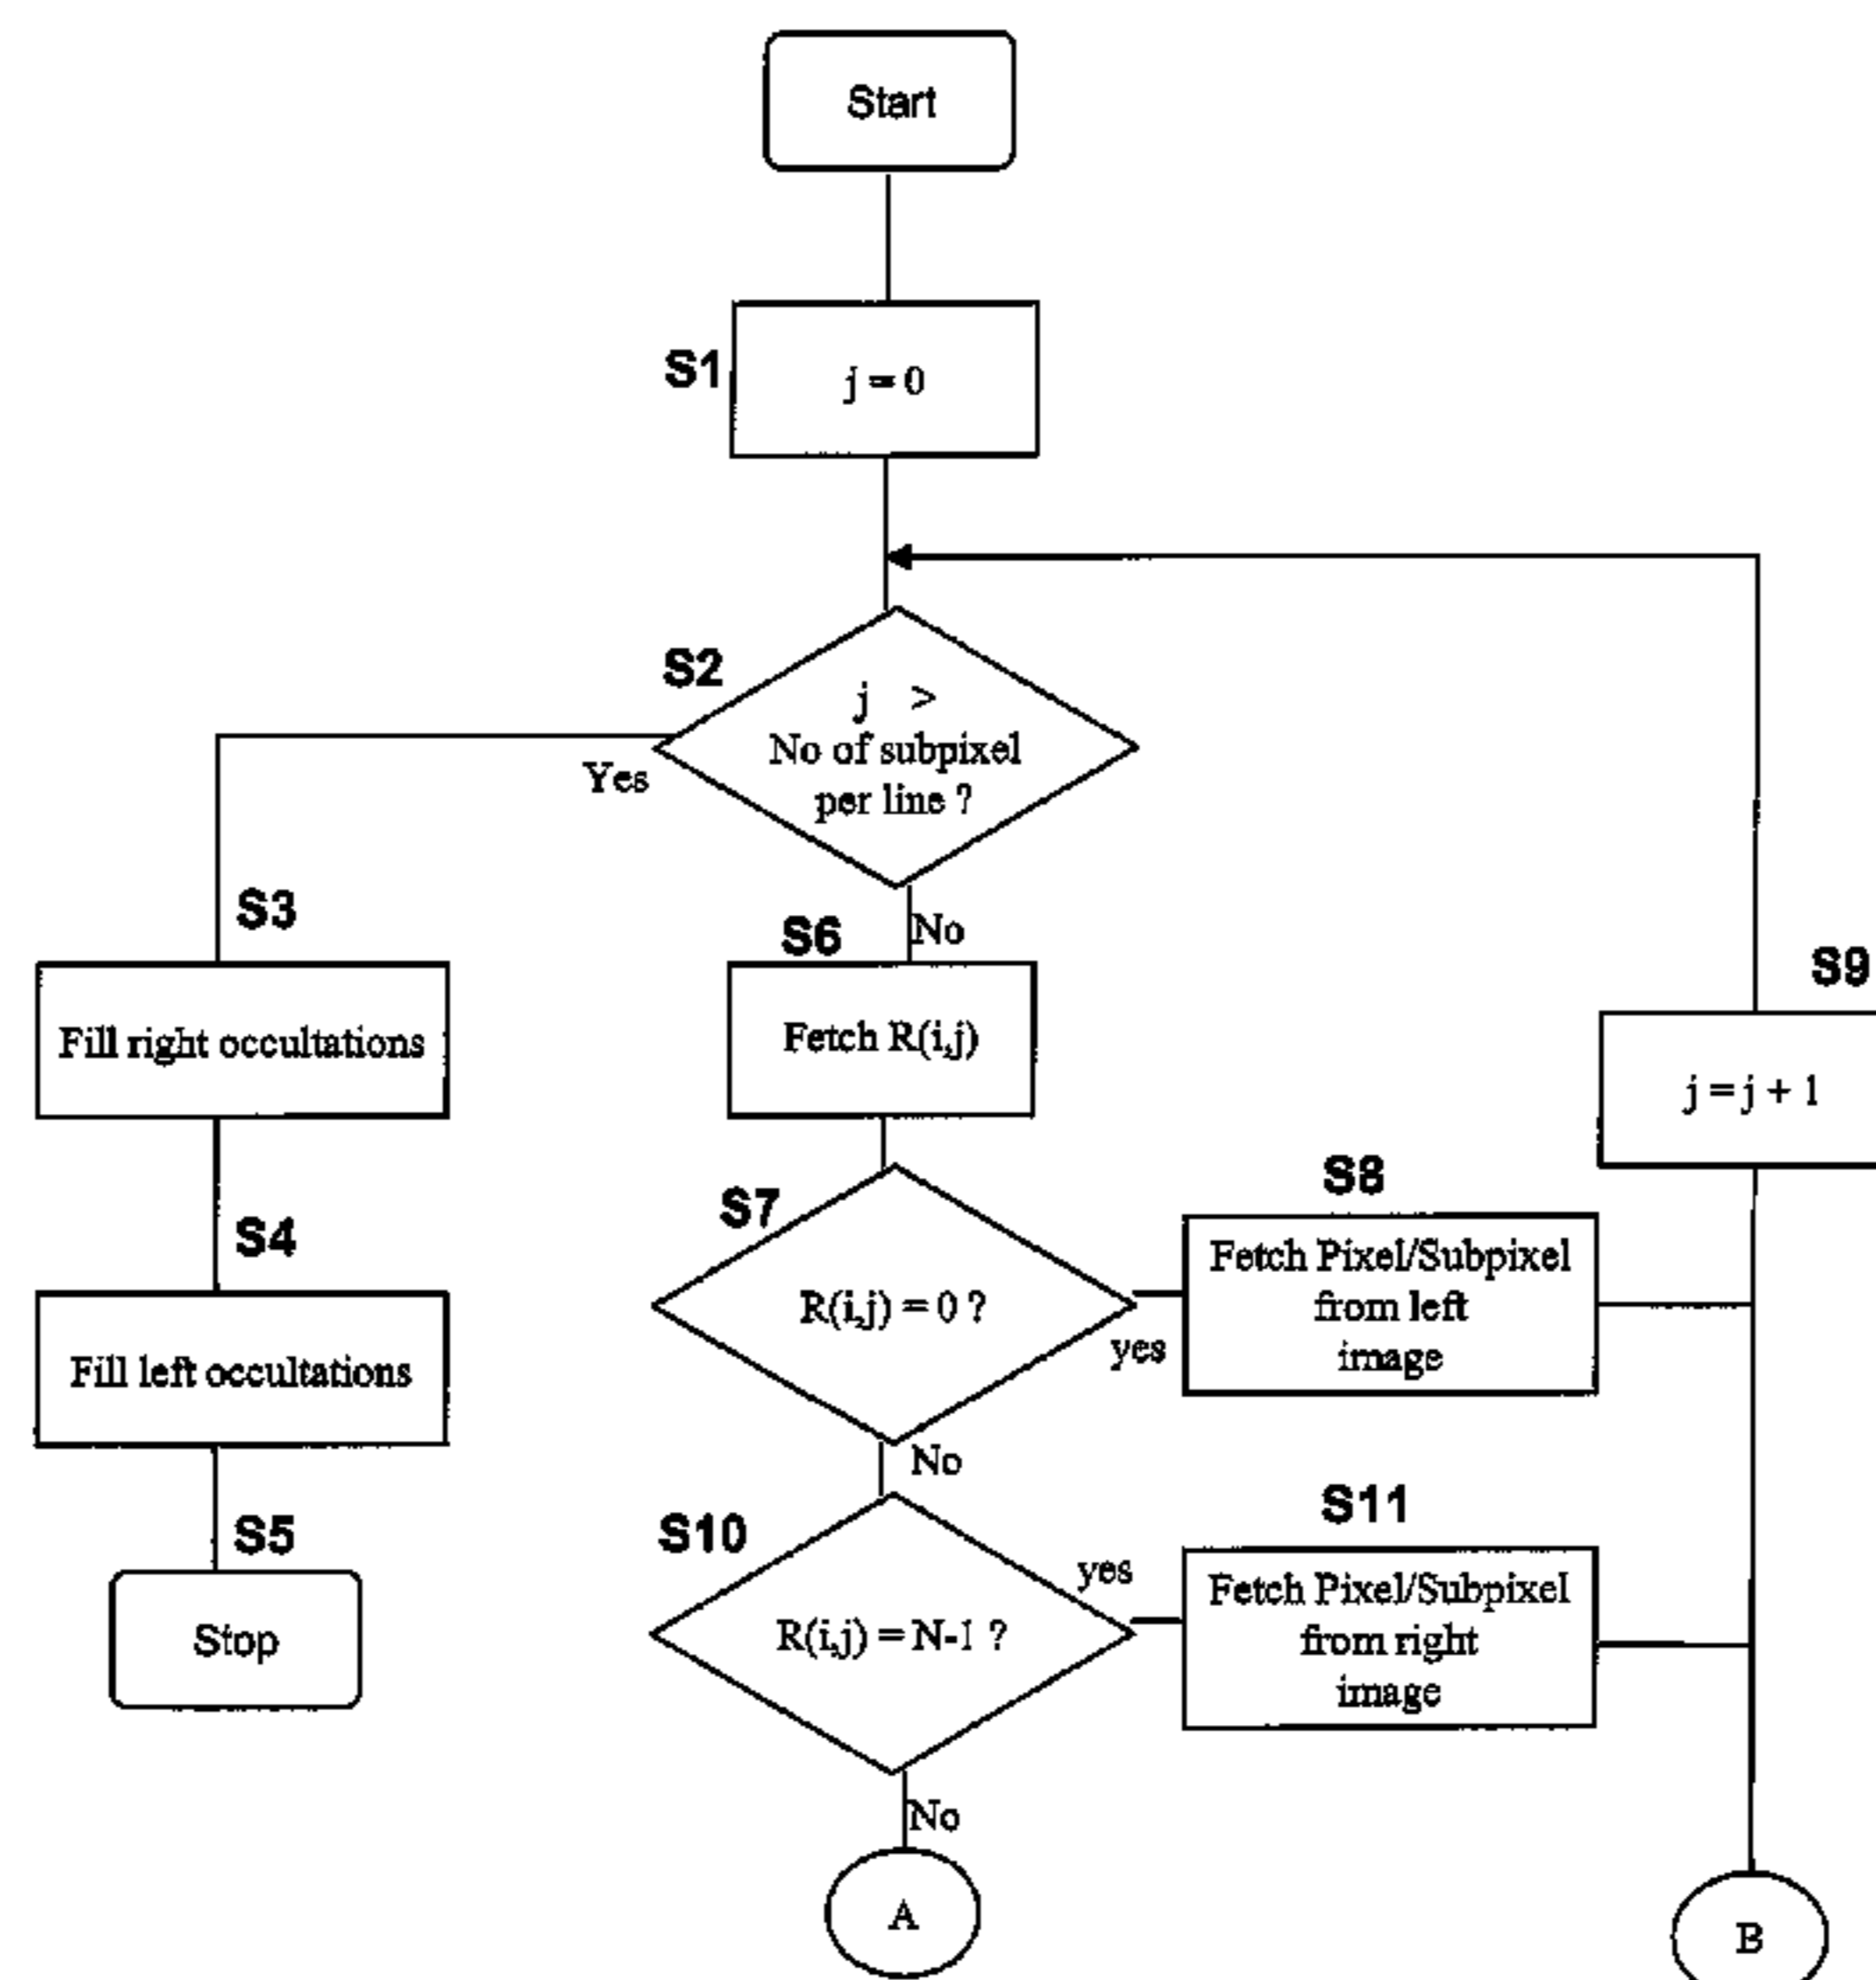 Start
S1
j = 0
S2
j >
No of subpixel
per line ?
Yes
No
S3
Fill right occultations
S4
Fill left occultations
S5
Stop
S6
Fetch R(i,j)
S7
R(i,j) = 0 ?
yes
No
S8
Fetch Pixel/Subpixel
from left
image
S9
j = j + 1
S10
R(i,j) = N-1 ?
yes
No
S11
Fetch Pixel/Subpixel
from right
image
A
B